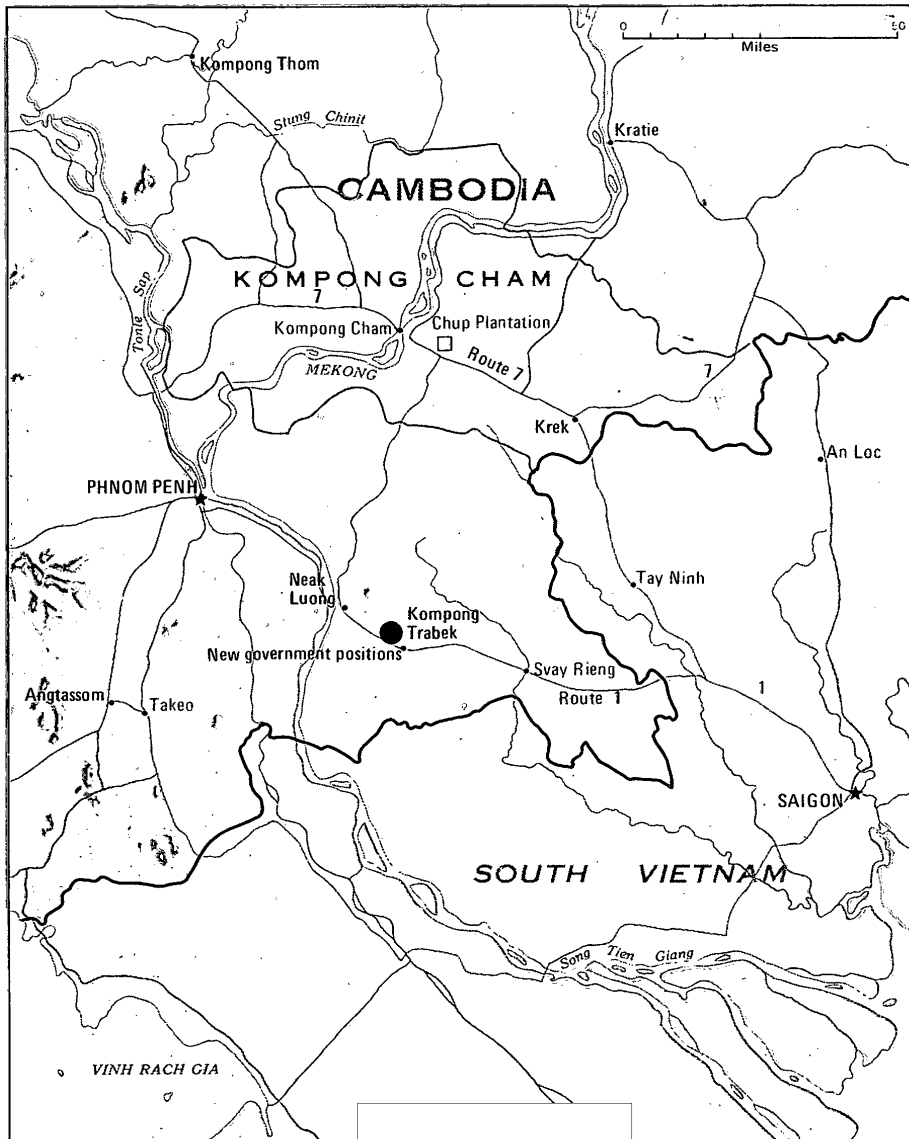 0 50
Miles
Kompong Thom
Stung Chinit
Kratie
CAMBODIA
KOMPONG CHAM
7
Tonle Sap
Kompong Cham
Chup Plantation
MEKONG
Route 7
7
Krek
An Loc
PHNOM PENH
Neak
Luong
Tay Ninh
Kompong
Trabek
New government positions
Svay Rieng
Route 1
1
Angtassom
Takeo
SAIGON
SOUTH VIETNAM
Song Tien Giang
VINH RACH GIA